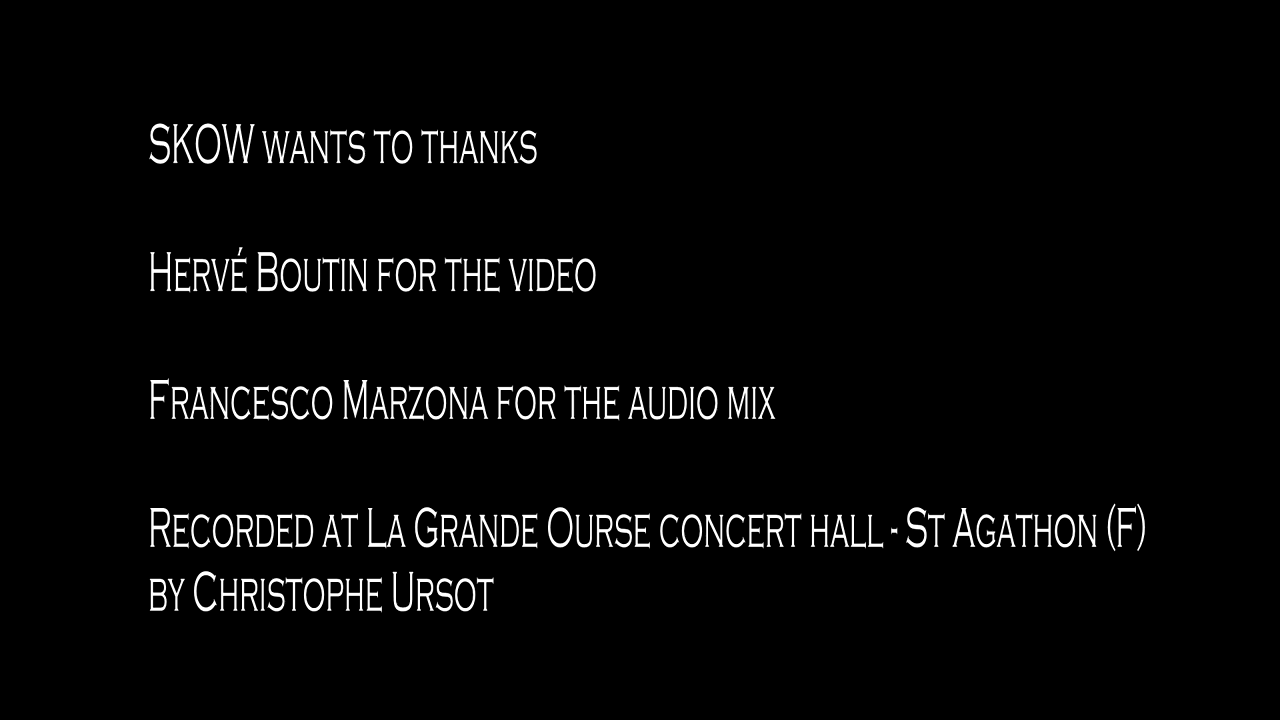 SKOW wants to thanks
Hervé Boutin for the video
Francesco Marzona for the audio mix
Recorded at La Grande Ourse concert hall - St Agathon (F)
by Christophe Ursot